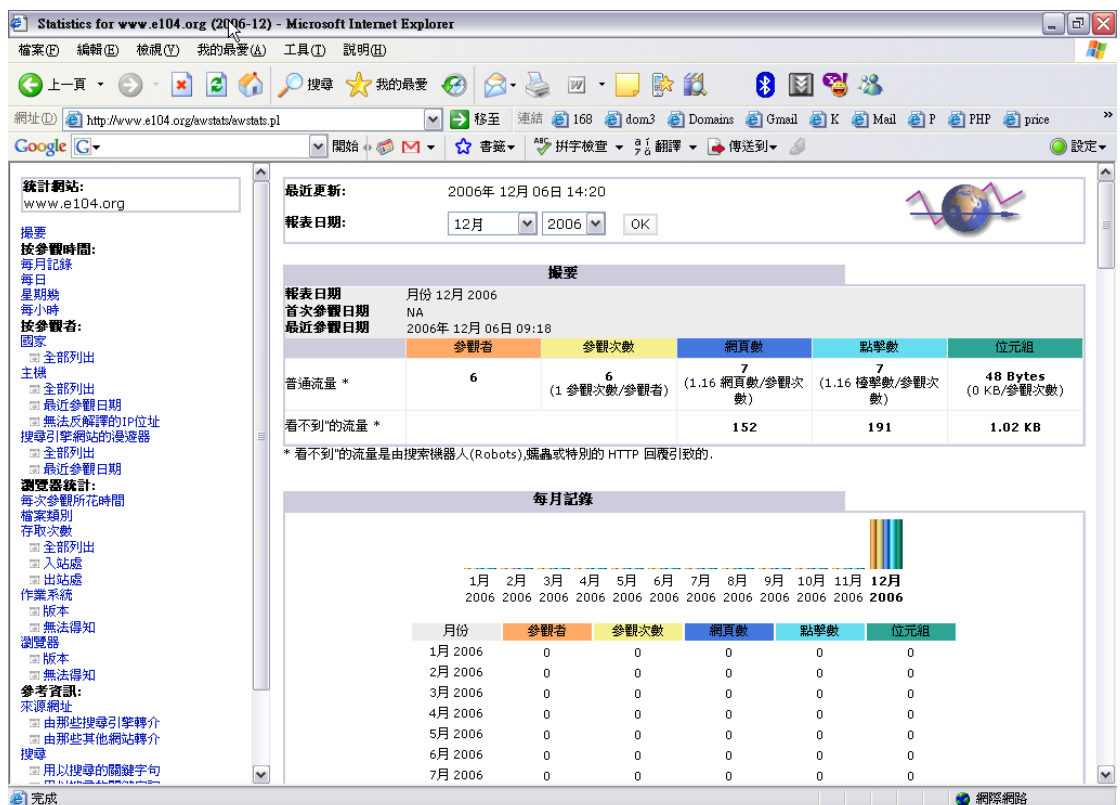 Statistics for www.e104.org (2006-12) - Microsoft Internet Explorer
檔案(F) 編輯(E) 檢視(V) 我的最愛(A) 工具(T) 說明(H)
上一頁 搜尋 我的最愛
網址(D) http://www.e104.org/awstats/awstats.pl 移至 連結 168 dom3 Domains Gmail K Mail P PHP price »
Google G 開始 書籤 ABC 拼字檢查 翻譯 傳送到 設定
統計網站:
www.e104.org
撮要
按參觀時間:
每月記錄
每日
星期幾
每小時
按參觀者:
國家
全部列出
主機
全部列出
最近參觀日期
無法反解譯的IP位址
搜尋引擎網站的漫遊器
全部列出
最近參觀日期
瀏覽器統計:
每次參觀所花時間
檔案類別
存取次數
全部列出
入站處
出站處
作業系統
版本
無法得知
瀏覽器
版本
無法得知
參考資訊:
來源網址
由那些搜尋引擎轉介
由那些其他網站轉介
搜尋
用以搜尋的關鍵字句
最近更新: 2006年 12月 06日 14:20
報表日期: 12月 2006 OK
撮要
報表日期 月份 12月 2006
首次參觀日期 NA
最近參觀日期 2006年 12月 06日 09:18
參觀者 參觀次數 網頁數 點擊數 位元組
普通流量 * 6 6 7 7 48 Bytes
(1 參觀次數/參觀者) (1.16 網頁數/參觀次數) (1.16 檯擊數/參觀次數) (0 KB/參觀次數)
看不到"的流量 * 152 191 1.02 KB
* 看不到"的流量是由搜索機器人(Robots),蠕蟲或特別的 HTTP 回覆引致的.
每月記錄
1月 2月 3月 4月 5月 6月 7月 8月 9月 10月 11月 12月
2006 2006 2006 2006 2006 2006 2006 2006 2006 2006 2006 2006
月份 參觀者 參觀次數 網頁數 點擊數 位元組
1月 2006 0 0 0 0 0
2月 2006 0 0 0 0 0
3月 2006 0 0 0 0 0
4月 2006 0 0 0 0 0
5月 2006 0 0 0 0 0
6月 2006 0 0 0 0 0
7月 2006 0 0 0 0 0
完成 網際網路